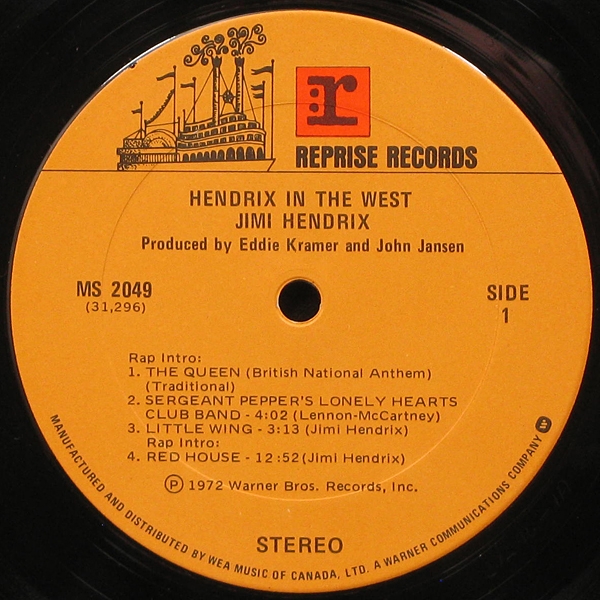 r
REPRISE RECORDS
HENDRIX IN THE WEST
JIMI HENDRIX
Produced by Eddie Kramer and John Jansen
MS 2049
(31,296)
SIDE
1
Rap Intro:
1. THE QUEEN (British National Anthem)
(Traditional)
2. SERGEANT PEPPER'S LONELY HEARTS
CLUB BAND - 4:02 (Lennon-McCartney)
3. LITTLE WING - 3:13 (Jimi Hendrix)
Rap Intro:
4. RED HOUSE - 12:52 (Jimi Hendrix)
Ⓟ 1972 Warner Bros. Records, Inc.
STEREO
MANUFACTURED AND DISTRIBUTED BY WEA MUSIC OF CANADA, LTD. A WARNER COMMUNICATIONS COMPANY